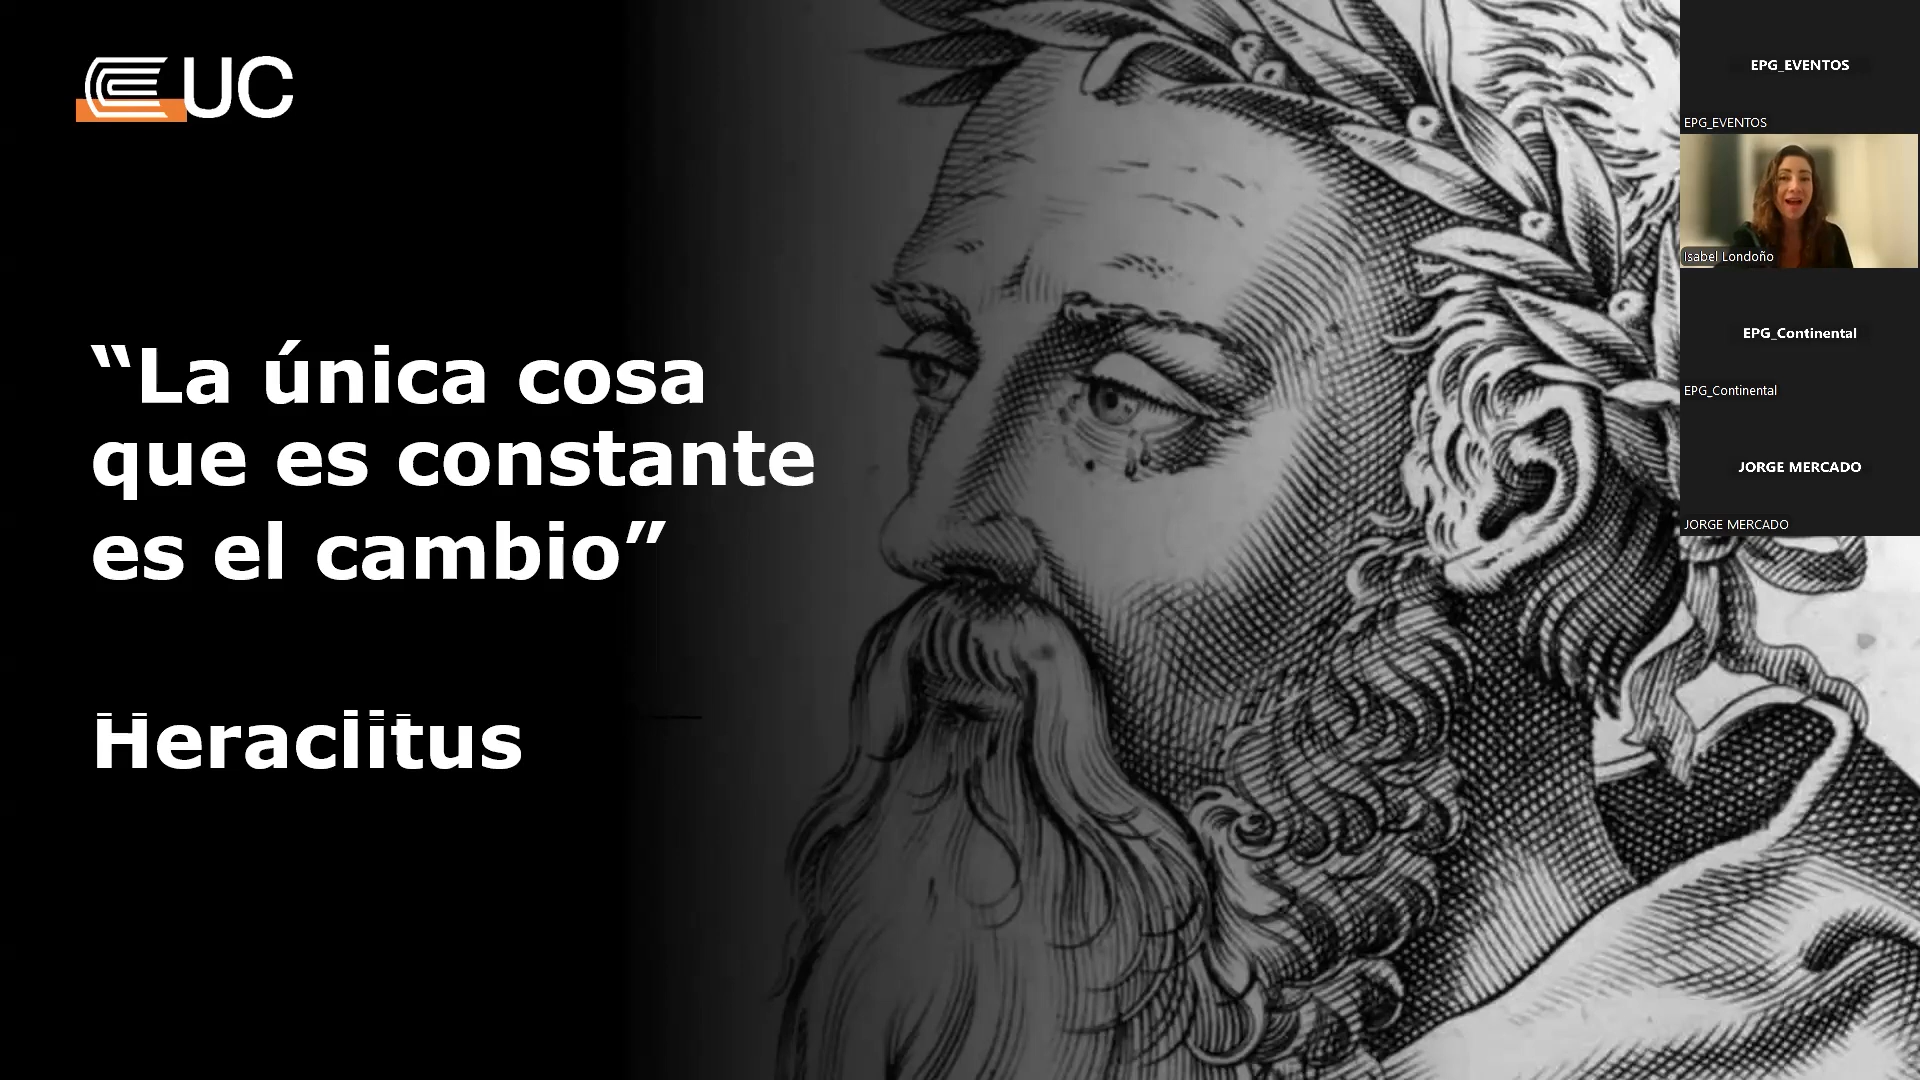 UC
“La única cosa
que es constante
es el cambio”
Heraclitus
EPG_EVENTOS
EPG_EVENTOS
Isabel Londoño
EPG_Continental
EPG_Continental
JORGE MERCADO
JORGE MERCADO